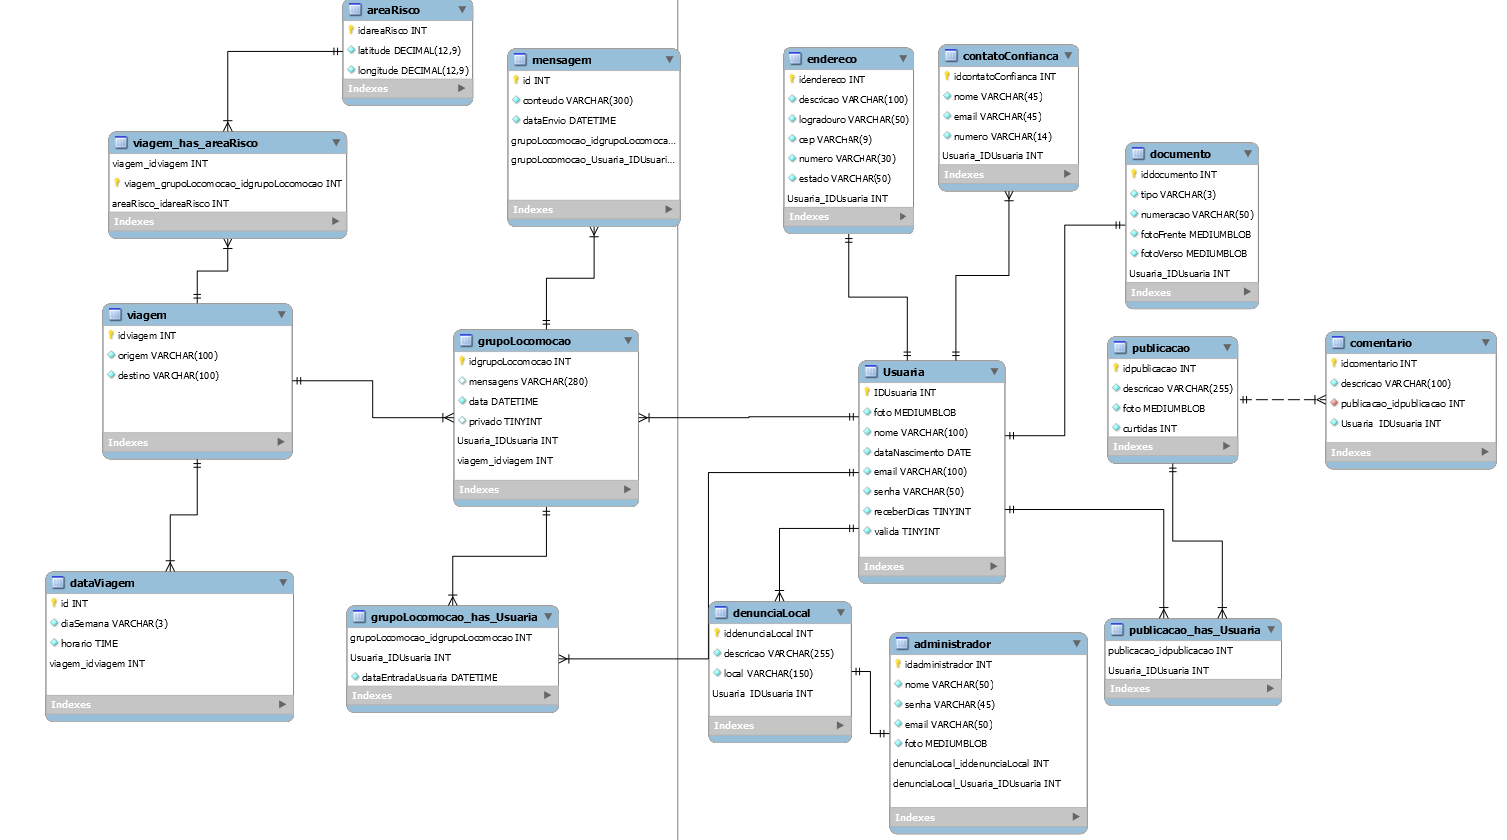 areaRisco
idareaRisco INT
latitude DECIMAL(12,9)
longitude DECIMAL(12,9)
Indexes
mensagem
id INT
conteudo VARCHAR(300)
dataEnvio DATETIME
grupoLocomocao_idgrupoLocomoca...
grupoLocomocao_Usuaria_IDUsuari...
Indexes
endereco
idendereco INT
descricao VARCHAR(100)
logradouro VARCHAR(50)
cep VARCHAR(9)
numero VARCHAR(30)
estado VARCHAR(50)
Usuaria_IDUsuaria INT
Indexes
contatoConfianca
idcontatoConfianca INT
nome VARCHAR(45)
email VARCHAR(45)
numero VARCHAR(14)
Usuaria_IDUsuaria INT
Indexes
viagem_has_areaRisco
viagem_idviagem INT
viagem_grupoLocomocao_idgrupoLocomocao INT
areaRisco_idareaRisco INT
Indexes
documento
iddocumento INT
tipo VARCHAR(3)
numeracao VARCHAR(50)
fotoFrente MEDIUMBLOB
fotoVerso MEDIUMBLOB
Usuaria_IDUsuaria INT
Indexes
viagem
idviagem INT
origem VARCHAR(100)
destino VARCHAR(100)
Indexes
grupoLocomocao
idgrupoLocomocao INT
mensagens VARCHAR(280)
data DATETIME
privado TINYINT
Usuaria_IDUsuaria INT
viagem_idviagem INT
Indexes
Usuaria
IDUsuaria INT
foto MEDIUMBLOB
nome VARCHAR(100)
dataNascimento DATE
email VARCHAR(100)
senha VARCHAR(50)
receberDicas TINYINT
valida TINYINT
Indexes
publicacao
idpublicacao INT
descricao VARCHAR(255)
foto MEDIUMBLOB
curtidas INT
Indexes
comentario
idcomentario INT
descricao VARCHAR(100)
publicacao_idpublicacao INT
Usuaria_IDUsuaria INT
Indexes
dataViagem
id INT
diaSemana VARCHAR(3)
horario TIME
viagem_idviagem INT
Indexes
grupoLocomocao_has_Usuaria
grupoLocomocao_idgrupoLocomocao INT
Usuaria_IDUsuaria INT
dataEntradaUsuaria DATETIME
Indexes
denunciaLocal
iddenunciaLocal INT
descricao VARCHAR(255)
local VARCHAR(150)
Usuaria_IDUsuaria INT
Indexes
administrador
idadministrador INT
nome VARCHAR(50)
senha VARCHAR(45)
email VARCHAR(50)
foto MEDIUMBLOB
denunciaLocal_iddenunciaLocal INT
denunciaLocal_Usuaria_IDUsuaria INT
Indexes
publicacao_has_Usuaria
publicacao_idpublicacao INT
Usuaria_IDUsuaria INT
Indexes